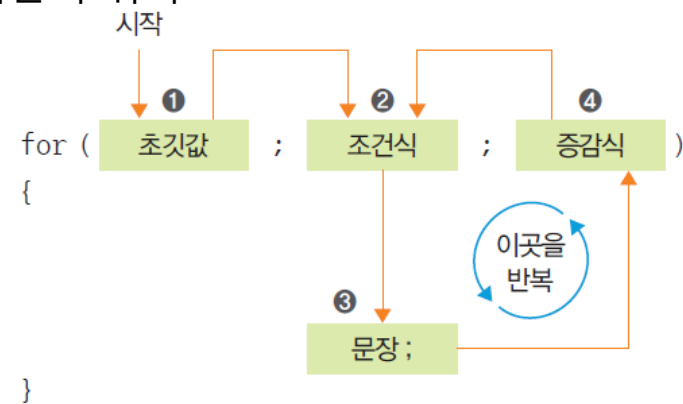 시작
❶ ❷ ❹
for ( 초깃값 ; 조건식 ; 증감식 )
{
이곳을
반복
❸
문장 ;
}